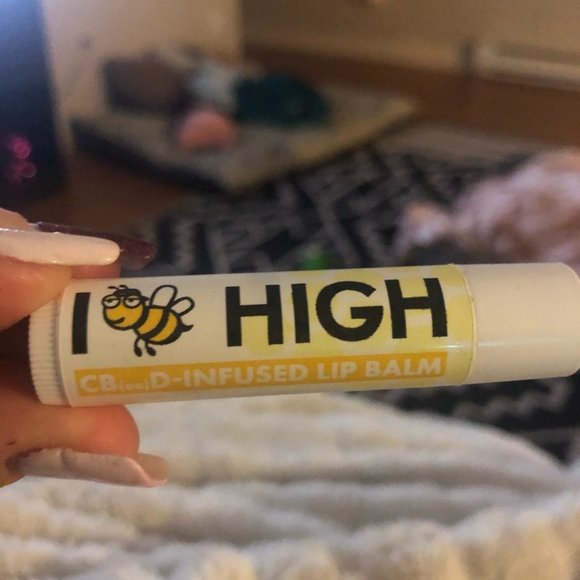 I HIGH
CB(ee)D-INFUSED LIP BALM